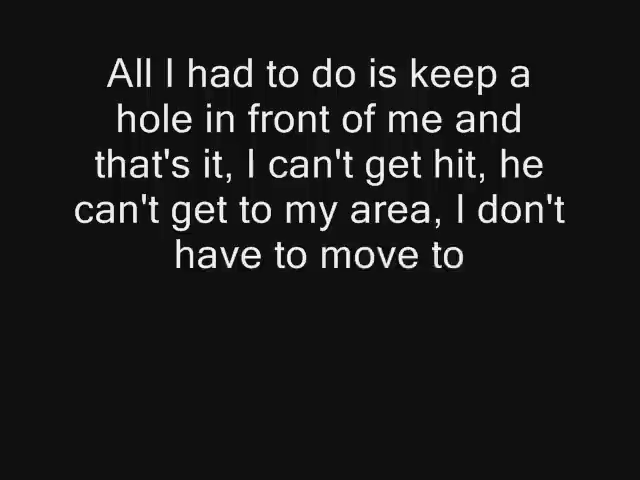 All I had to do is keep a
hole in front of me and
that's it, I can't get hit, he
can't get to my area, I don't
have to move to